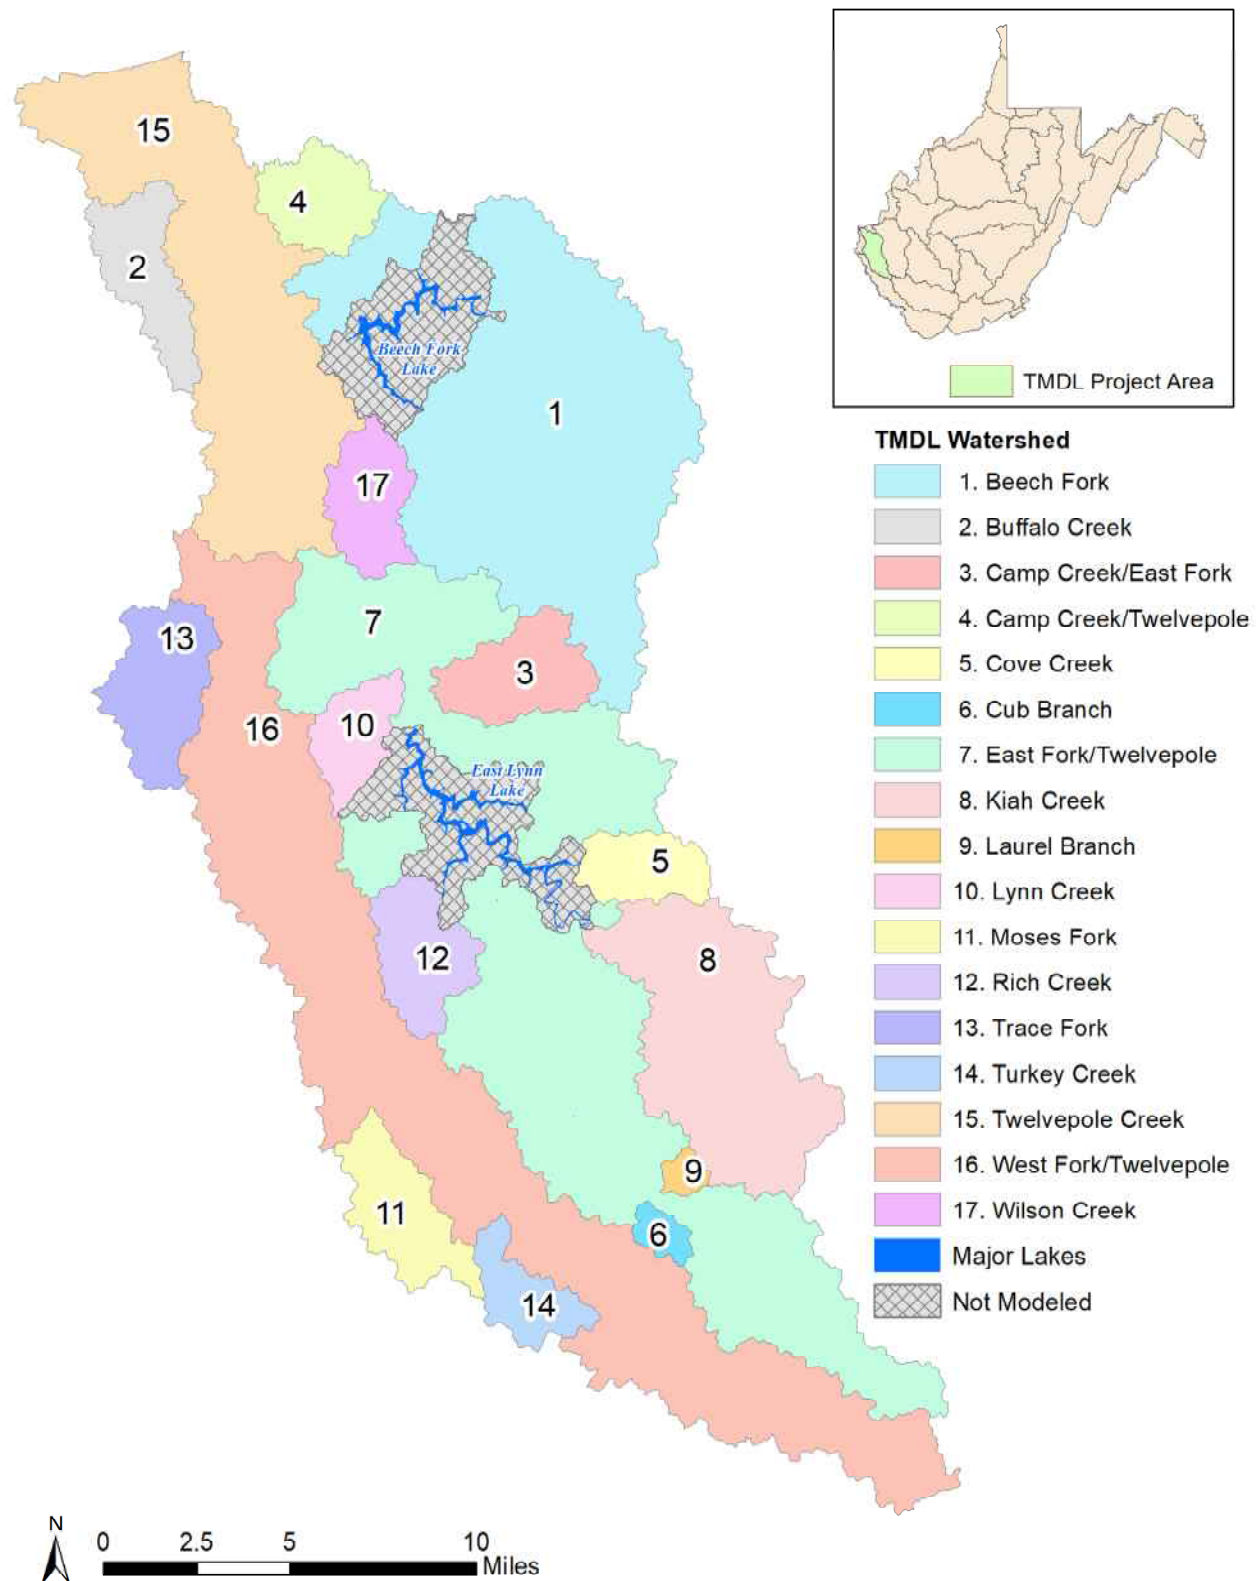 15
4
2
Beech Fork
Lake
1
17
7
13
3
16
10
East Lynn
Lake
5
12
8
9
11
6
14
TMDL Project Area
TMDL Watershed
1. Beech Fork
2. Buffalo Creek
3. Camp Creek/East Fork
4. Camp Creek/Twelvepole
5. Cove Creek
6. Cub Branch
7. East Fork/Twelvepole
8. Kiah Creek
9. Laurel Branch
10. Lynn Creek
11. Moses Fork
12. Rich Creek
13. Trace Fork
14. Turkey Creek
15. Twelvepole Creek
16. West Fork/Twelvepole
17. Wilson Creek
Major Lakes
Not Modeled
N
0 2.5 5 10
Miles